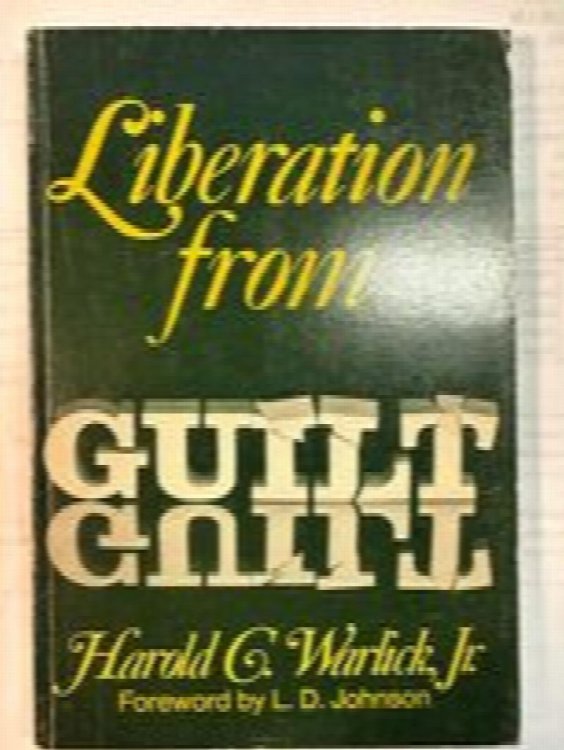 Liberation
from
GUILT
Harold C. Warlick, Jr.
Foreword by L. D. Johnson